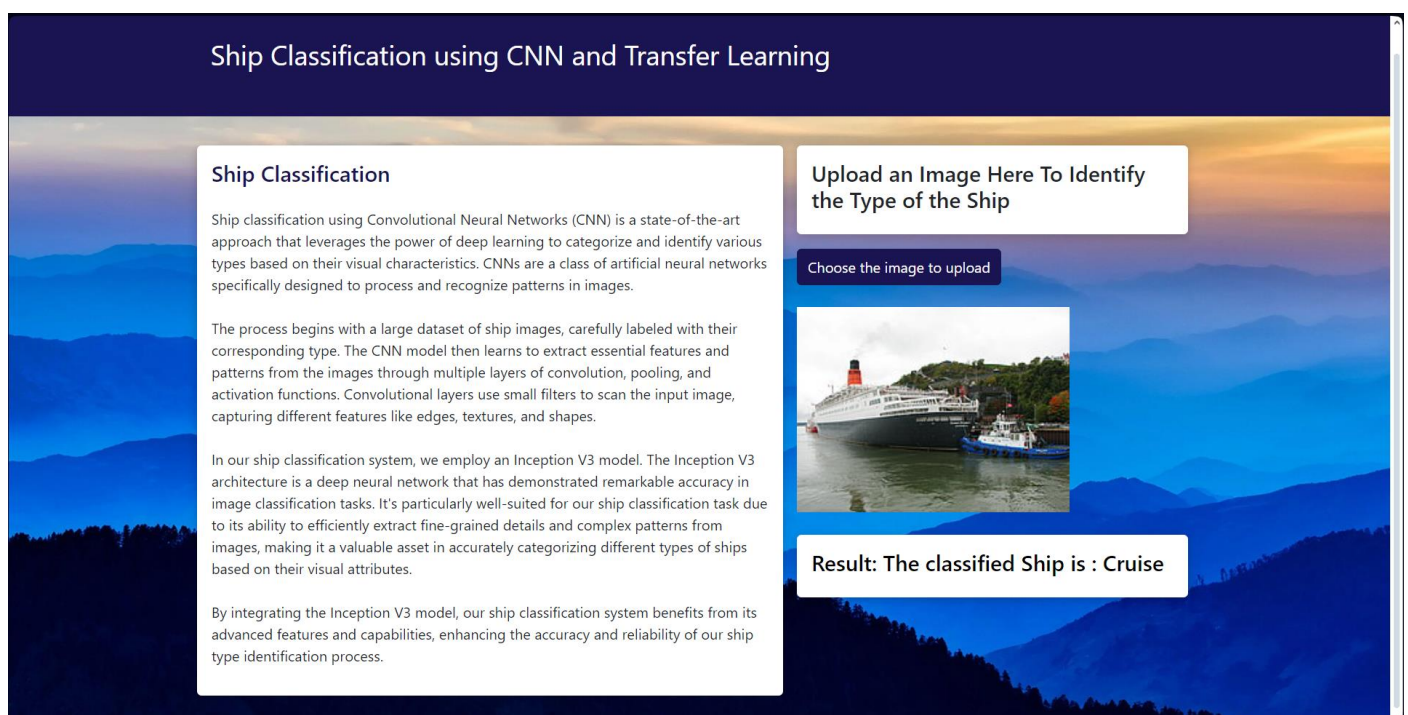 Ship Classification using CNN and Transfer Learning
Ship Classification
Ship classification using Convolutional Neural Networks (CNN) is a state-of-the-art
approach that leverages the power of deep learning to categorize and identify various
types based on their visual characteristics. CNNs are a class of artificial neural networks
specifically designed to process and recognize patterns in images.
The process begins with a large dataset of ship images, carefully labeled with their
corresponding type. The CNN model then learns to extract essential features and
patterns from the images through multiple layers of convolution, pooling, and
activation functions. Convolutional layers use small filters to scan the input image,
capturing different features like edges, textures, and shapes.
In our ship classification system, we employ an Inception V3 model. The Inception V3
architecture is a deep neural network that has demonstrated remarkable accuracy in
image classification tasks. It's particularly well-suited for our ship classification task due
to its ability to efficiently extract fine-grained details and complex patterns from
images, making it a valuable asset in accurately categorizing different types of ships
based on their visual attributes.
By integrating the Inception V3 model, our ship classification system benefits from its
advanced features and capabilities, enhancing the accuracy and reliability of our ship
type identification process.
Upload an Image Here To Identify
the Type of the Ship
Choose the image to upload
Result: The classified Ship is : Cruise